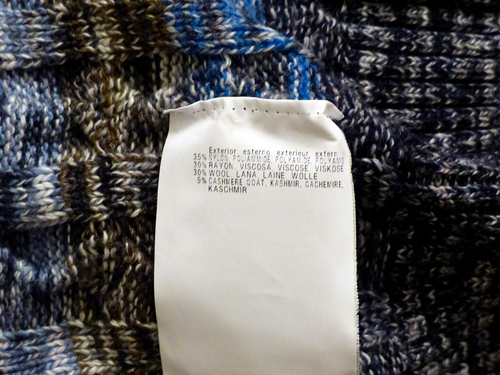 Exterior, esterno, exterieur, extern
35% NYLON, POLIAMMIDE, POLYAMIDE, POLYAMID
30% RAYON, VISCOSA, VISCOSE, VISKOSE
30% WOOL, LANA, LAINE, WOLLE
5% CASHMERE GOAT, KASHMIR, CACHEMIRE,
KASCHMIR